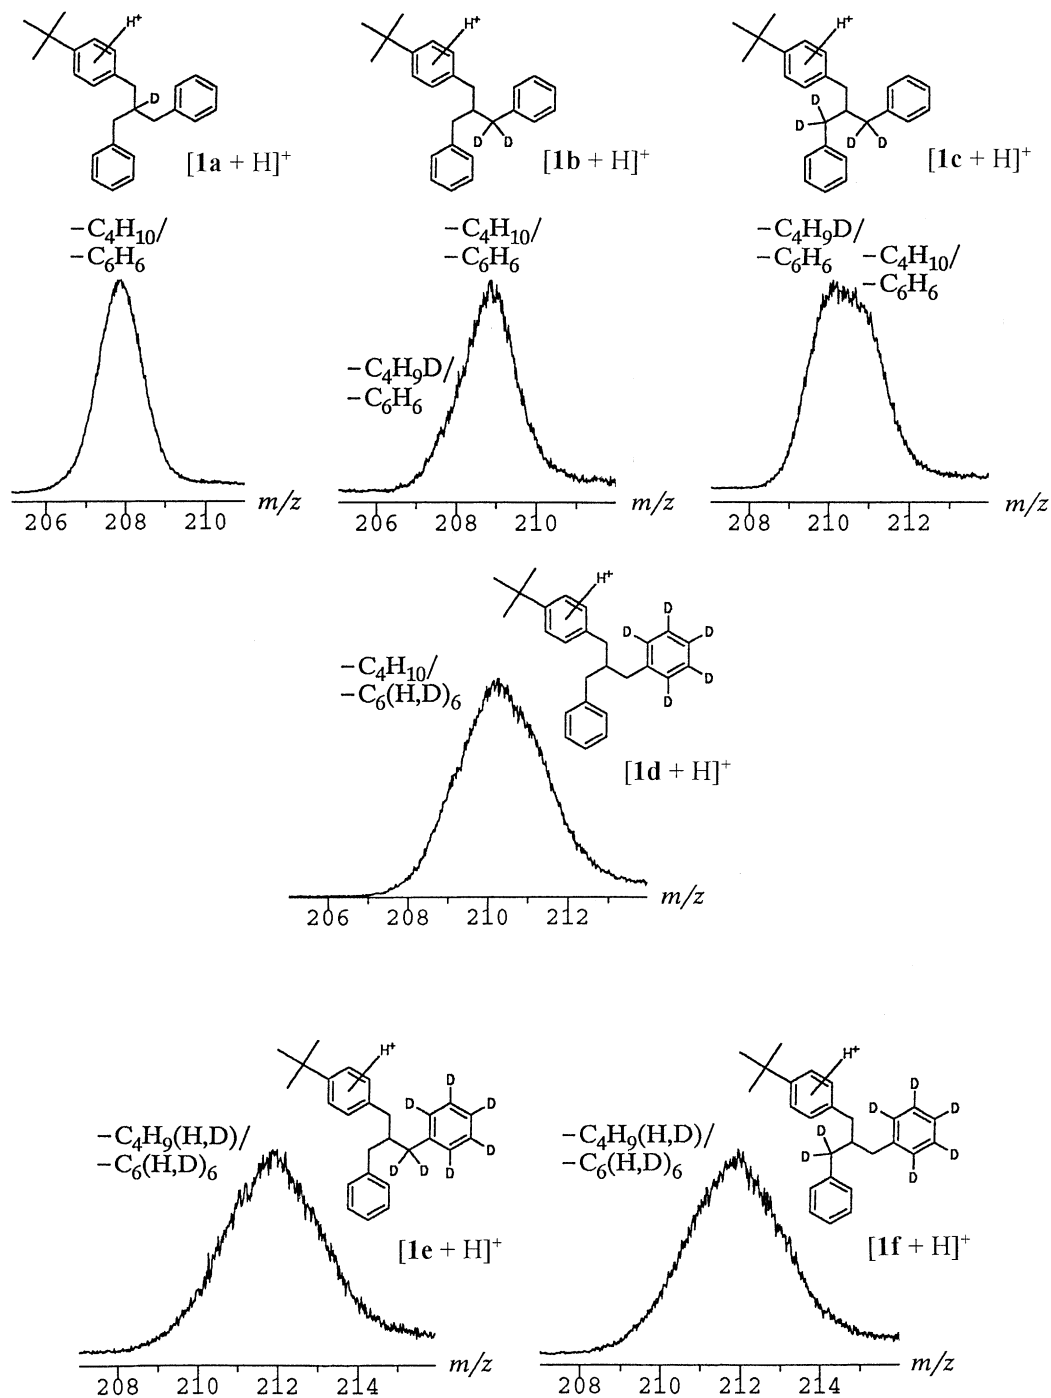 H⁺ H⁺ H⁺
D D D
D D D D D D
[1a + H]⁺ [1b + H]⁺ [1c + H]⁺
−C₄H₁₀/ −C₄H₁₀/ −C₄H₉D/
−C₆H₆ −C₆H₆ −C₆H₆ −C₄H₁₀/
−C₆H₆
−C₄H₉D/
−C₆H₆
206 208 210 m/z 206 208 210 m/z 208 210 212 m/z
H⁺
D
D D
D
D
[1d + H]⁺
−C₄H₁₀/
−C₆(H,D)₆
206 208 210 212 m/z
H⁺ H⁺
D D
D D D D
D D
D D D D D D
[1e + H]⁺ [1f + H]⁺
−C₄H₉(H,D)/ −C₄H₉(H,D)/
−C₆(H,D)₆ −C₆(H,D)₆
208 210 212 214 m/z 208 210 212 214 m/z